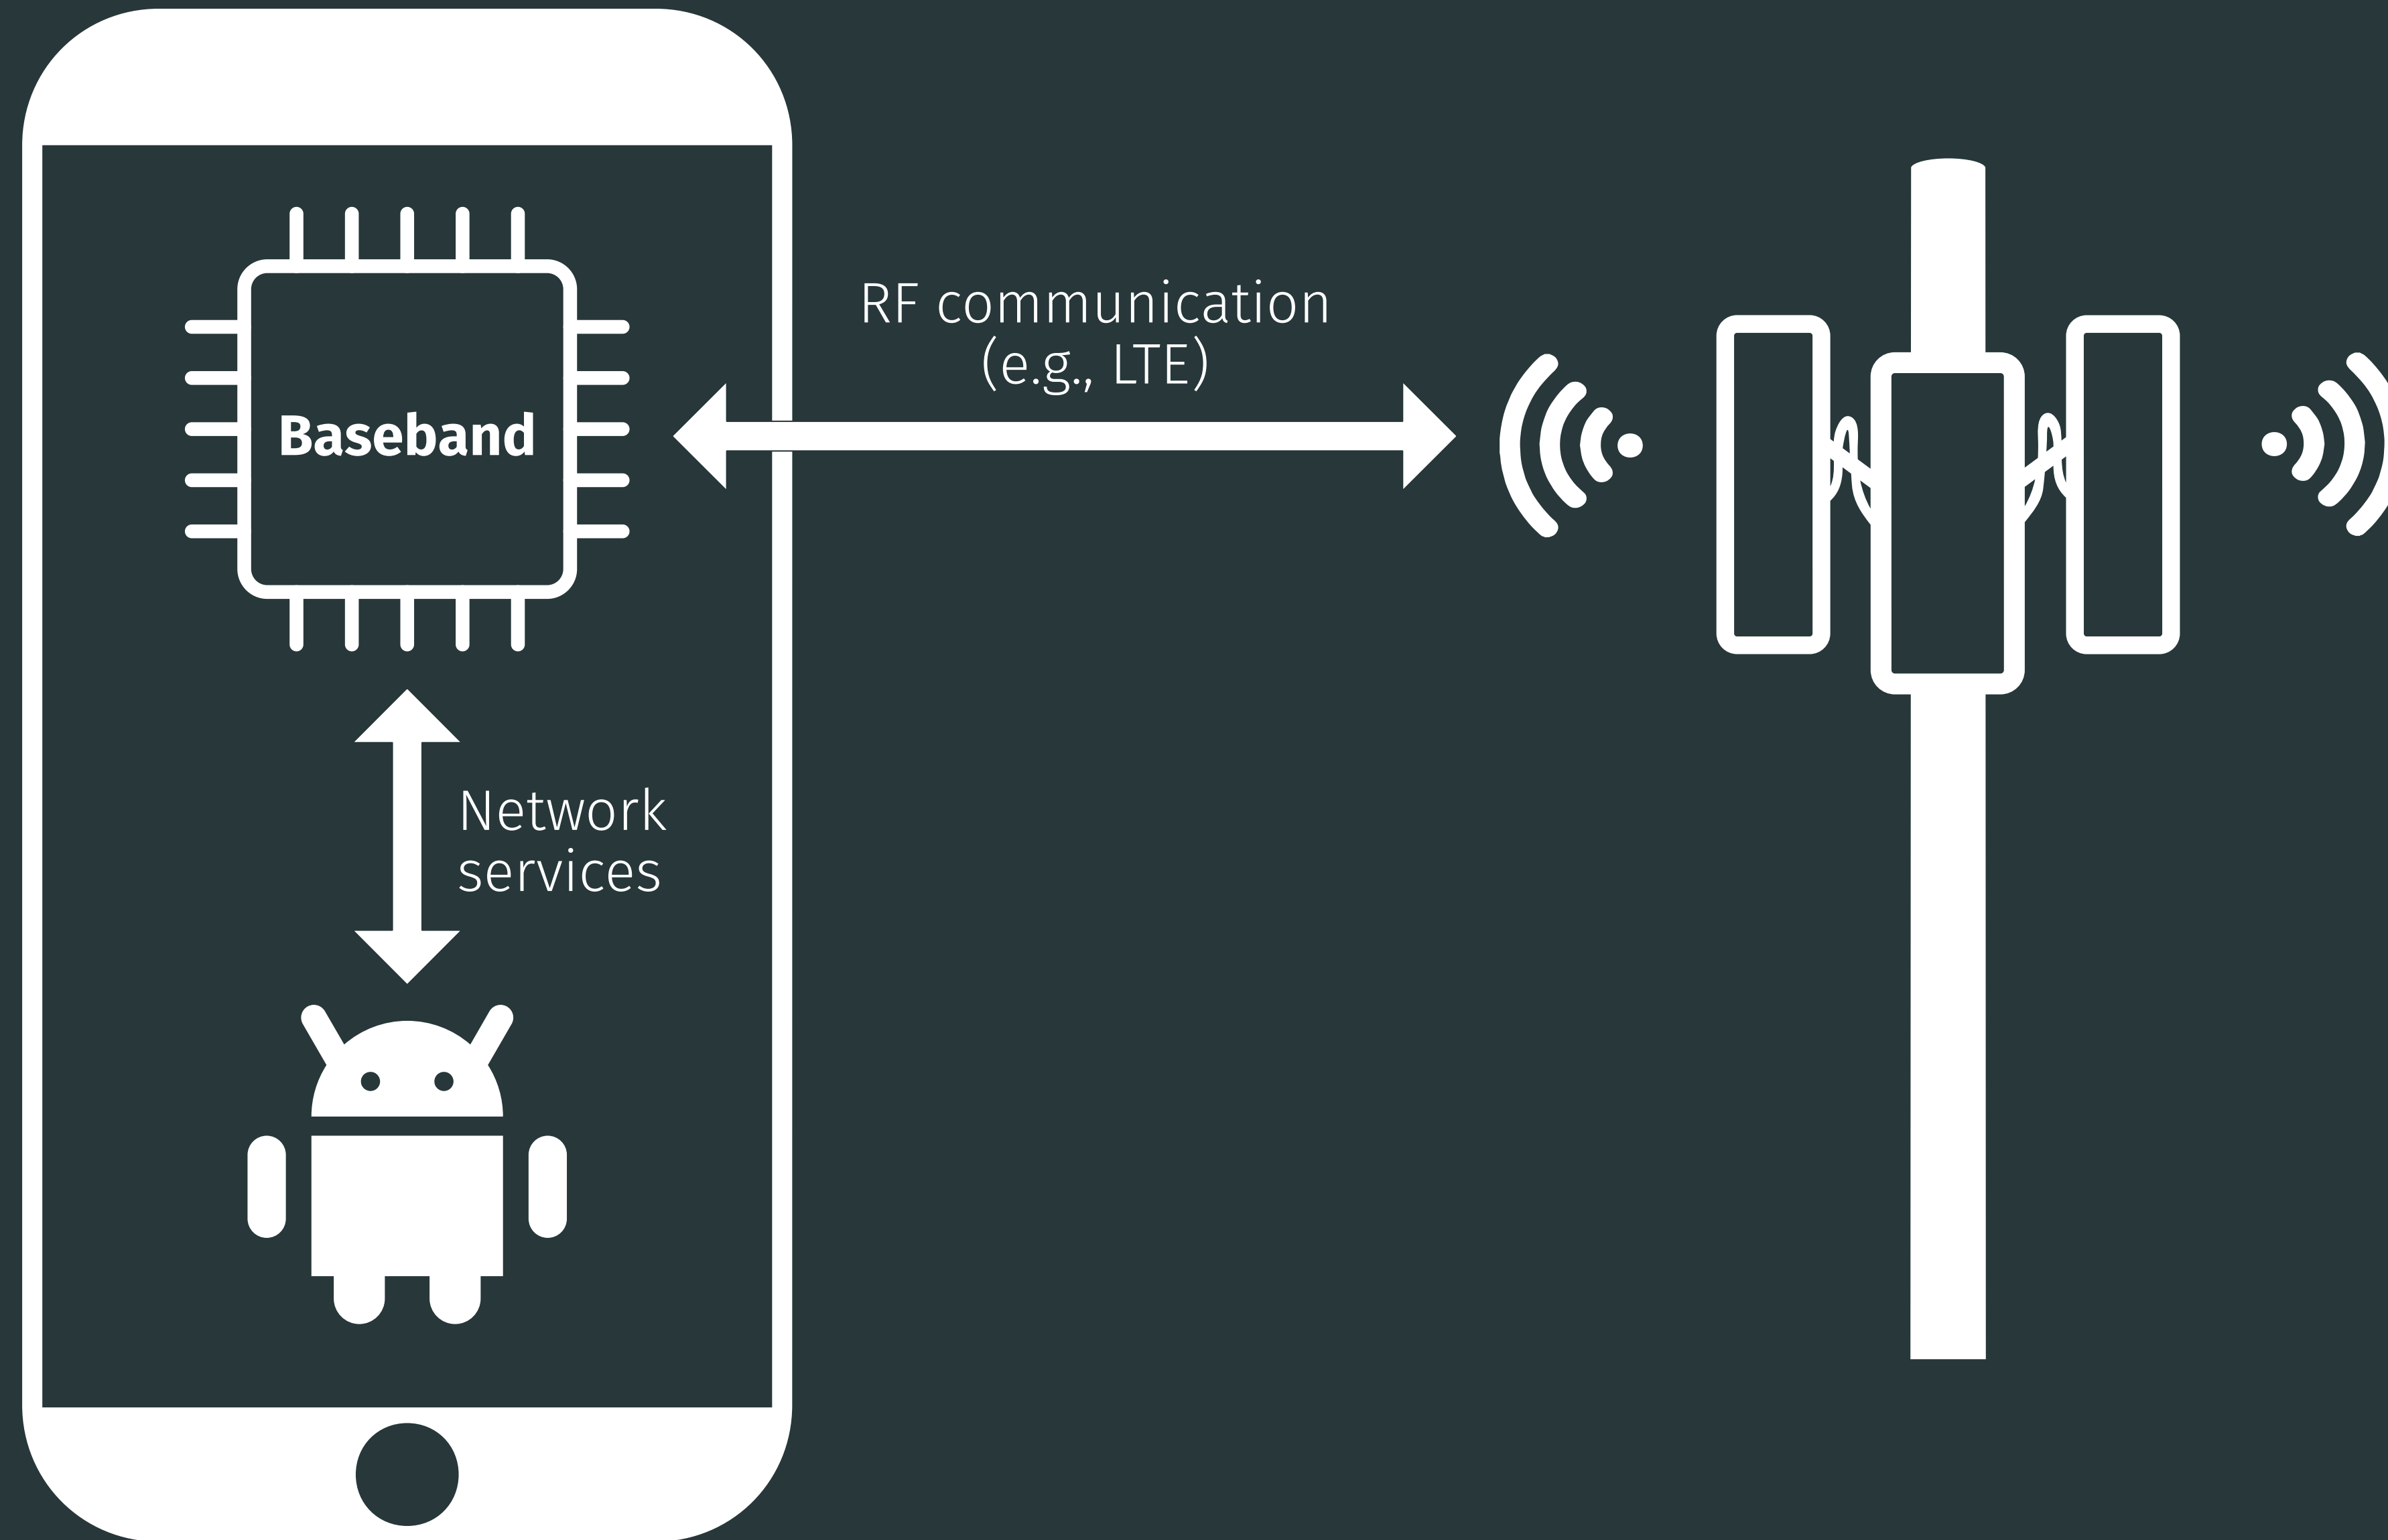 RF communication
(e.g., LTE)
Baseband
Network
services